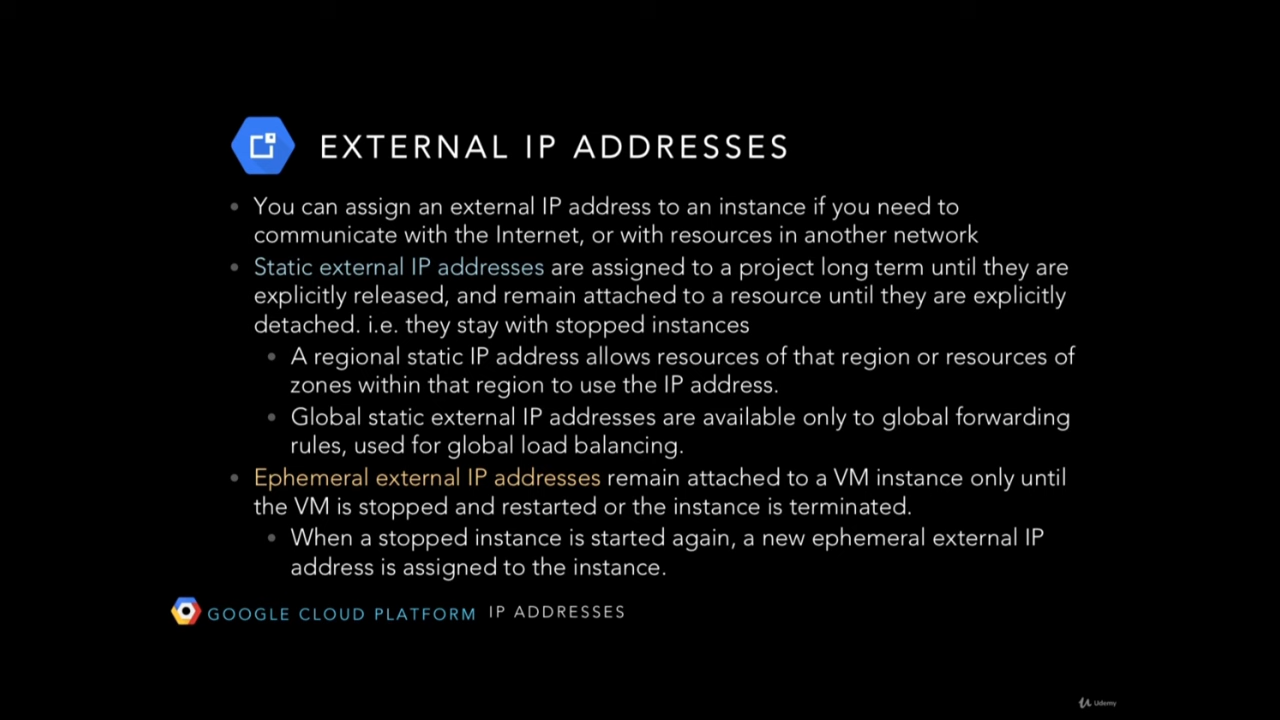 EXTERNAL IP ADDRESSES
• You can assign an external IP address to an instance if you need to
communicate with the Internet, or with resources in another network
• Static external IP addresses are assigned to a project long term until they are
explicitly released, and remain attached to a resource until they are explicitly
detached. i.e. they stay with stopped instances
• A regional static IP address allows resources of that region or resources of
zones within that region to use the IP address.
• Global static external IP addresses are available only to global forwarding
rules, used for global load balancing.
• Ephemeral external IP addresses remain attached to a VM instance only until
the VM is stopped and restarted or the instance is terminated.
• When a stopped instance is started again, a new ephemeral external IP
address is assigned to the instance.
GOOGLE CLOUD PLATFORM IP ADDRESSES
Udemy